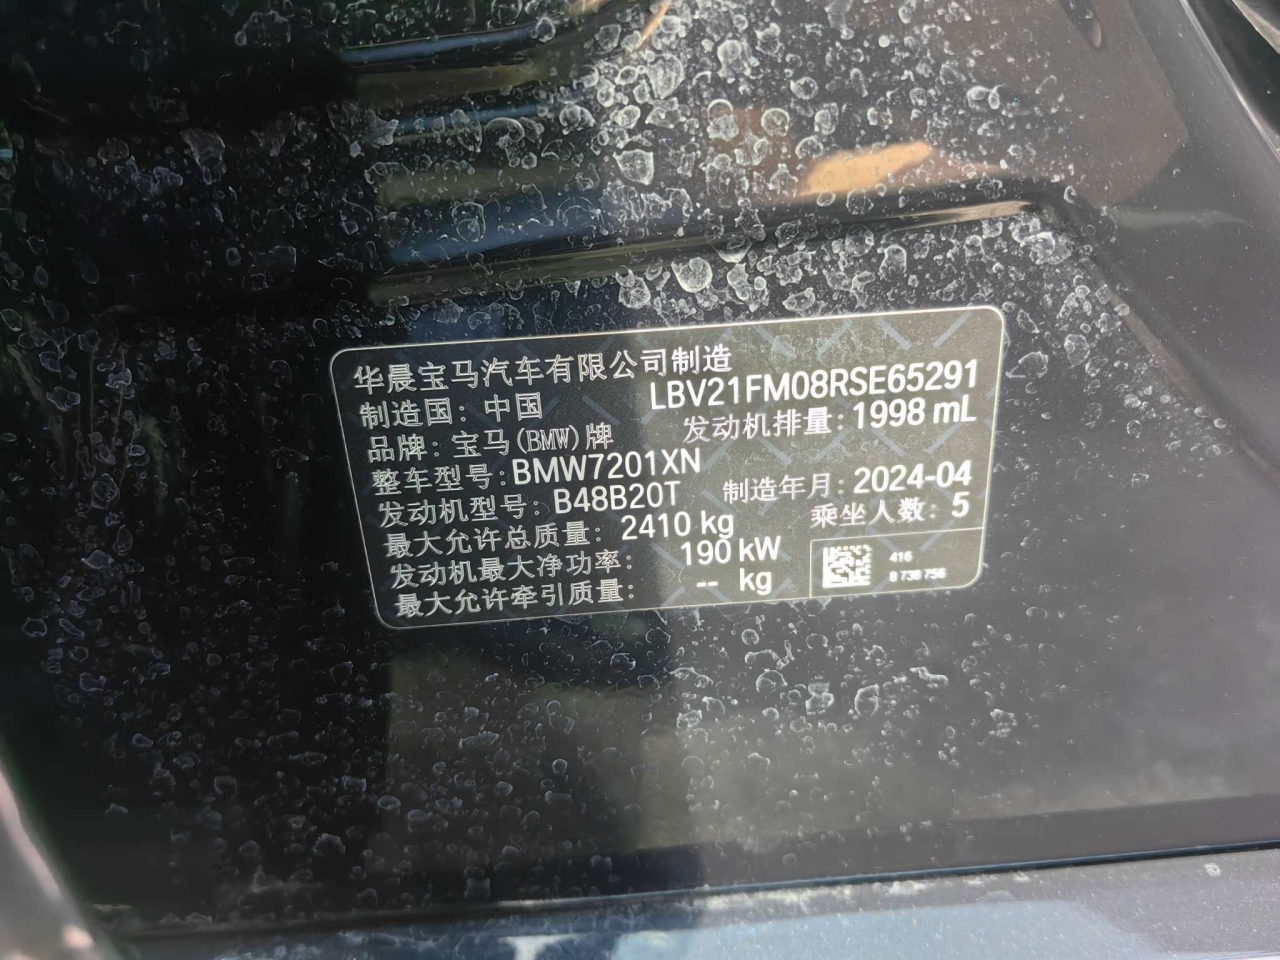 华晨宝马汽车有限公司制造
制造国：中国 LBV21FM08RSE65291
品牌：宝马(BMW)牌 发动机排量：1998 mL
整车型号：BMW7201XN
发动机型号：B48B20T 制造年月：2024-04
最大允许总质量：2410 kg 乘坐人数：5
发动机最大净功率：190 kW
最大允许牵引质量：-- kg
416
8 738 756